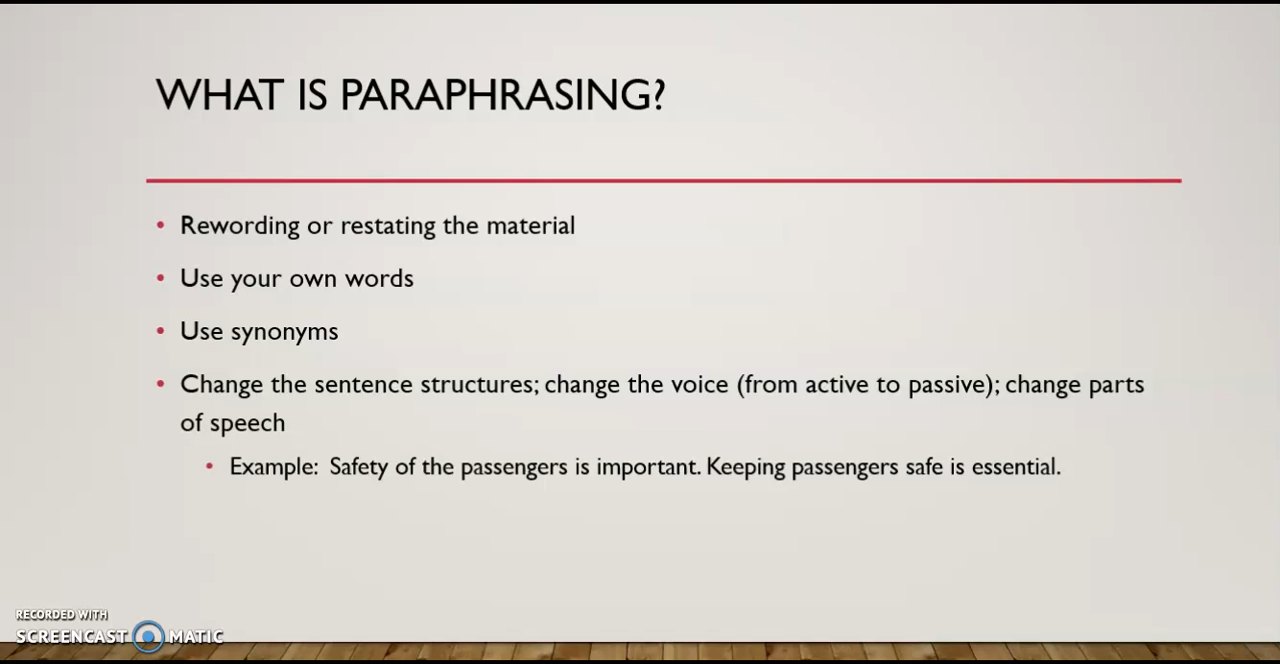 WHAT IS PARAPHRASING?
• Rewording or restating the material
• Use your own words
• Use synonyms
• Change the sentence structures; change the voice (from active to passive); change parts
of speech
• Example:  Safety of the passengers is important. Keeping passengers safe is essential.
RECORDED WITH
SCREENCAST MATIC